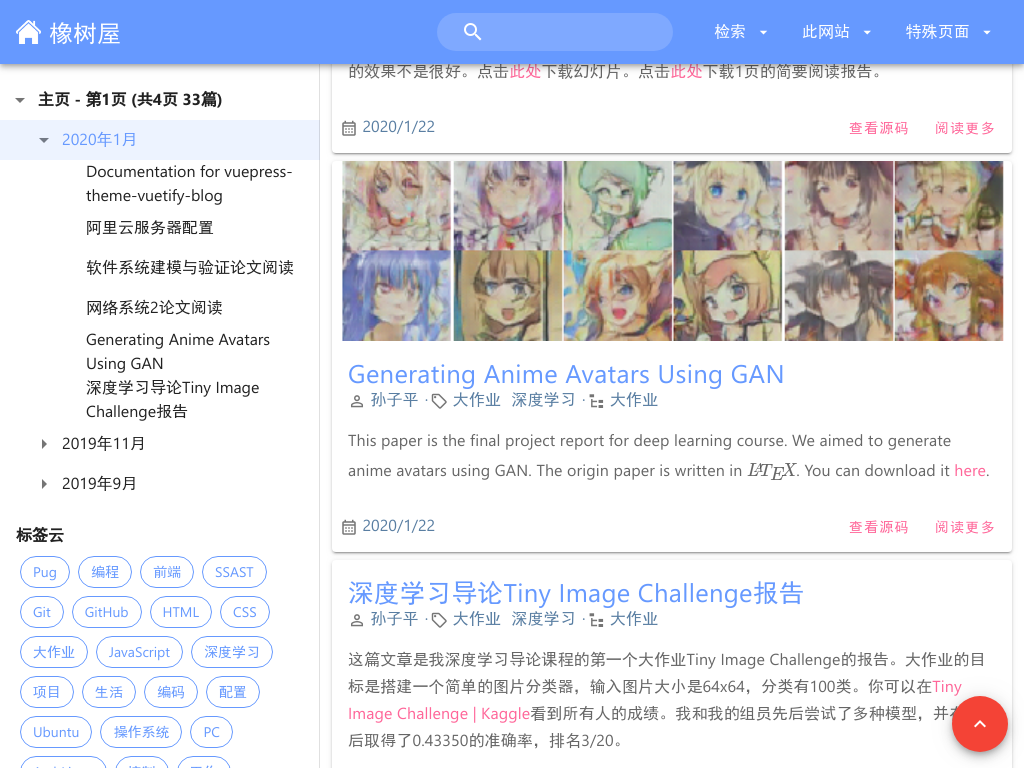 橡树屋
检索
此网站
特殊页面
主页 - 第1页 (共4页 33篇)
2020年1月
Documentation for vuepress-
theme-vuetify-blog
阿里云服务器配置
软件系统建模与验证论文阅读
网络系统2论文阅读
Generating Anime Avatars
Using GAN
深度学习导论Tiny Image
Challenge报告
2019年11月
2019年9月
标签云
Pug 编程 前端 SSAST
Git GitHub HTML CSS
大作业 JavaScript 深度学习
项目 生活 编码 配置
Ubuntu 操作系统 PC
的效果不是很好。点击此处下载幻灯片。点击此处下载1页的简要阅读报告。
2020/1/22
查看源码 阅读更多
Generating Anime Avatars Using GAN
孙子平 · 大作业 深度学习 · 大作业
This paper is the final project report for deep learning course. We aimed to generate
anime avatars using GAN. The origin paper is written in LATEX. You can download it here.
2020/1/22
查看源码 阅读更多
深度学习导论Tiny Image Challenge报告
孙子平 · 大作业 深度学习 · 大作业
这篇文章是我深度学习导论课程的第一个大作业Tiny Image Challenge的报告。大作业的目
标是搭建一个简单的图片分类器，输入图片大小是64x64，分类有100类。你可以在Tiny
Image Challenge | Kaggle看到所有人的成绩。我和我的组员先后尝试了多种模型，并
后取得了0.43350的准确率，排名3/20。